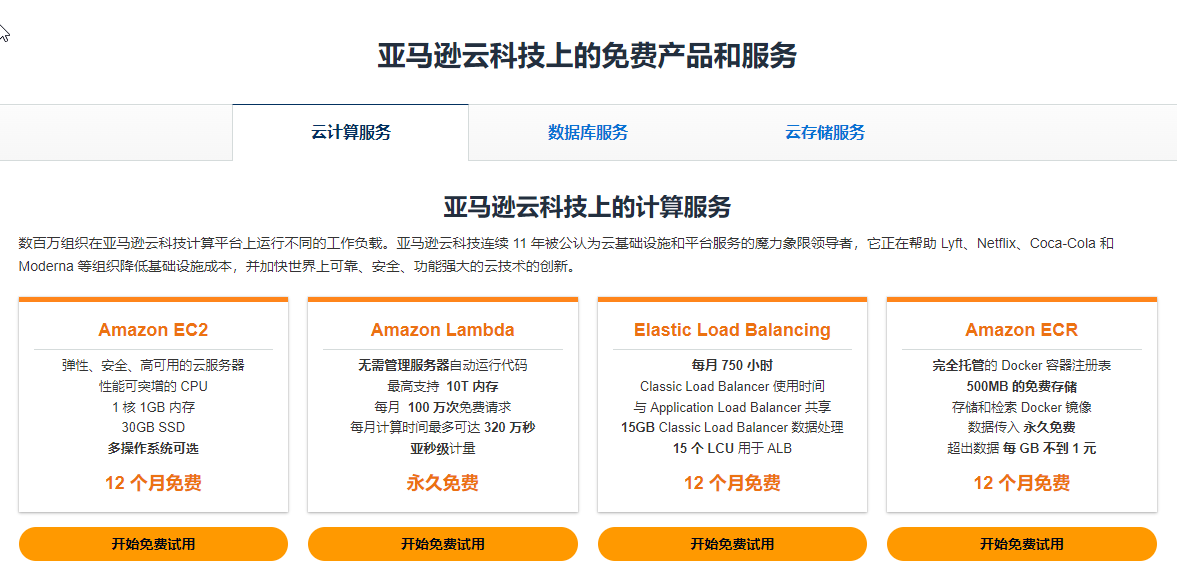 亚马逊云科技上的免费产品和服务
云计算服务
数据库服务
云存储服务
亚马逊云科技上的计算服务
数百万组织在亚马逊云科技计算平台上运行不同的工作负载。亚马逊云科技连续 11 年被公认为云基础设施和平台服务的魔力象限领导者，它正在帮助 Lyft、Netflix、Coca-Cola 和
Moderna 等组织降低基础设施成本，并加快世界上可靠、安全、功能强大的云技术的创新。
Amazon EC2
弹性、安全、高可用的云服务器
性能可突增的 CPU
1 核 1GB 内存
30GB SSD
多操作系统可选
12 个月免费
开始免费试用
Amazon Lambda
无需管理服务器自动运行代码
最高支持 10T 内存
每月 100 万次免费请求
每月计算时间最多可达 320 万秒
亚秒级计量
永久免费
开始免费试用
Elastic Load Balancing
每月 750 小时
Classic Load Balancer 使用时间
与 Application Load Balancer 共享
15GB Classic Load Balancer 数据处理
15 个 LCU 用于 ALB
12 个月免费
开始免费试用
Amazon ECR
完全托管的 Docker 容器注册表
500MB 的免费存储
存储和检索 Docker 镜像
数据传入 永久免费
超出数据 每 GB 不到 1 元
12 个月免费
开始免费试用